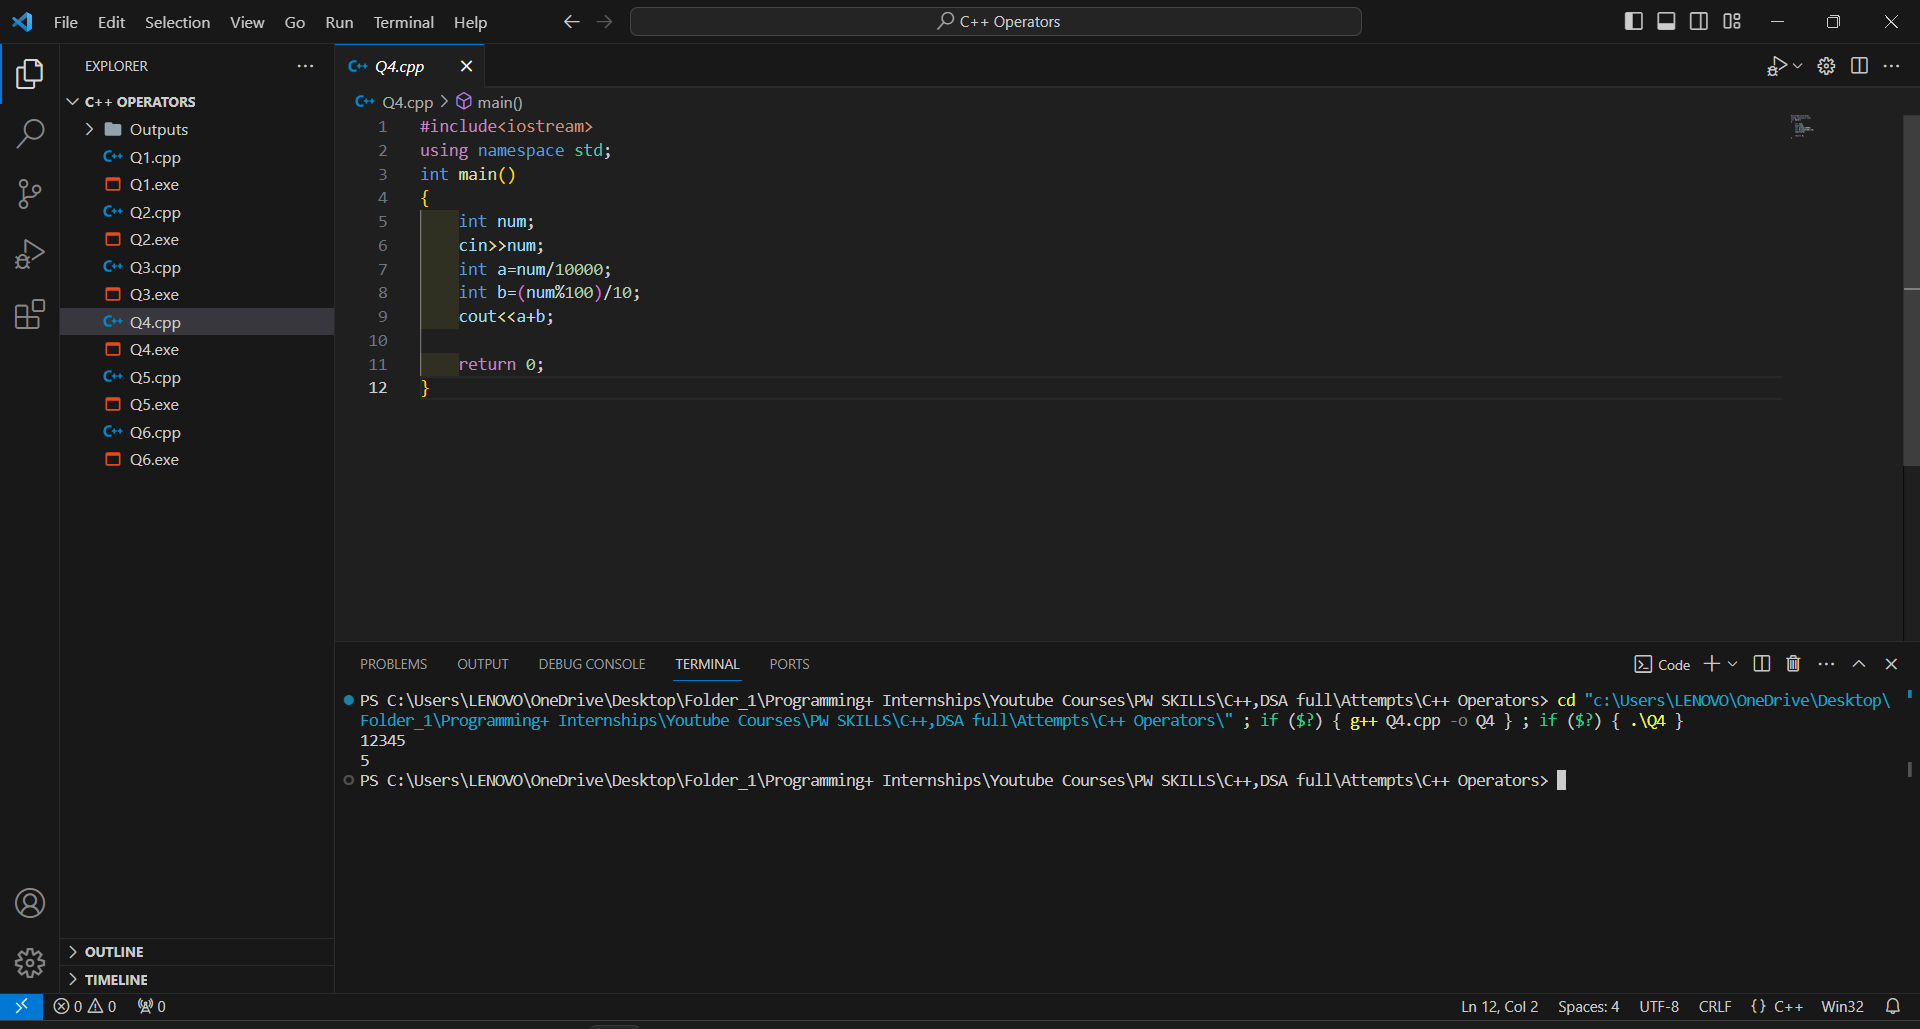 File Edit Selection View Go Run Terminal Help
C++ Operators
EXPLORER
C++ OPERATORS
Outputs
C++ Q1.cpp
Q1.exe
C++ Q2.cpp
Q2.exe
C++ Q3.cpp
Q3.exe
C++ Q4.cpp
Q4.exe
C++ Q5.cpp
Q5.exe
C++ Q6.cpp
Q6.exe
OUTLINE
TIMELINE
C++ Q4.cpp
C++ Q4.cpp > main()
1 #include<iostream>
2 using namespace std;
3 int main()
4 {
5 int num;
6 cin>>num;
7 int a=num/10000;
8 int b=(num%100)/10;
9 cout<<a+b;
10
11 return 0;
12 }
PROBLEMS OUTPUT DEBUG CONSOLE TERMINAL PORTS
Code
PS C:\Users\LENOVO\OneDrive\Desktop\Folder_1\Programming+ Internships\Youtube Courses\PW SKILLS\C++,DSA full\Attempts\C++ Operators> cd "c:\Users\LENOVO\OneDrive\Desktop\
Folder_1\Programming+ Internships\Youtube Courses\PW SKILLS\C++,DSA full\Attempts\C++ Operators\" ; if ($?) { g++ Q4.cpp -o Q4 } ; if ($?) { .\Q4 }
12345
5
PS C:\Users\LENOVO\OneDrive\Desktop\Folder_1\Programming+ Internships\Youtube Courses\PW SKILLS\C++,DSA full\Attempts\C++ Operators>
0 0 0
Ln 12, Col 2 Spaces: 4 UTF-8 CRLF {} C++ Win32